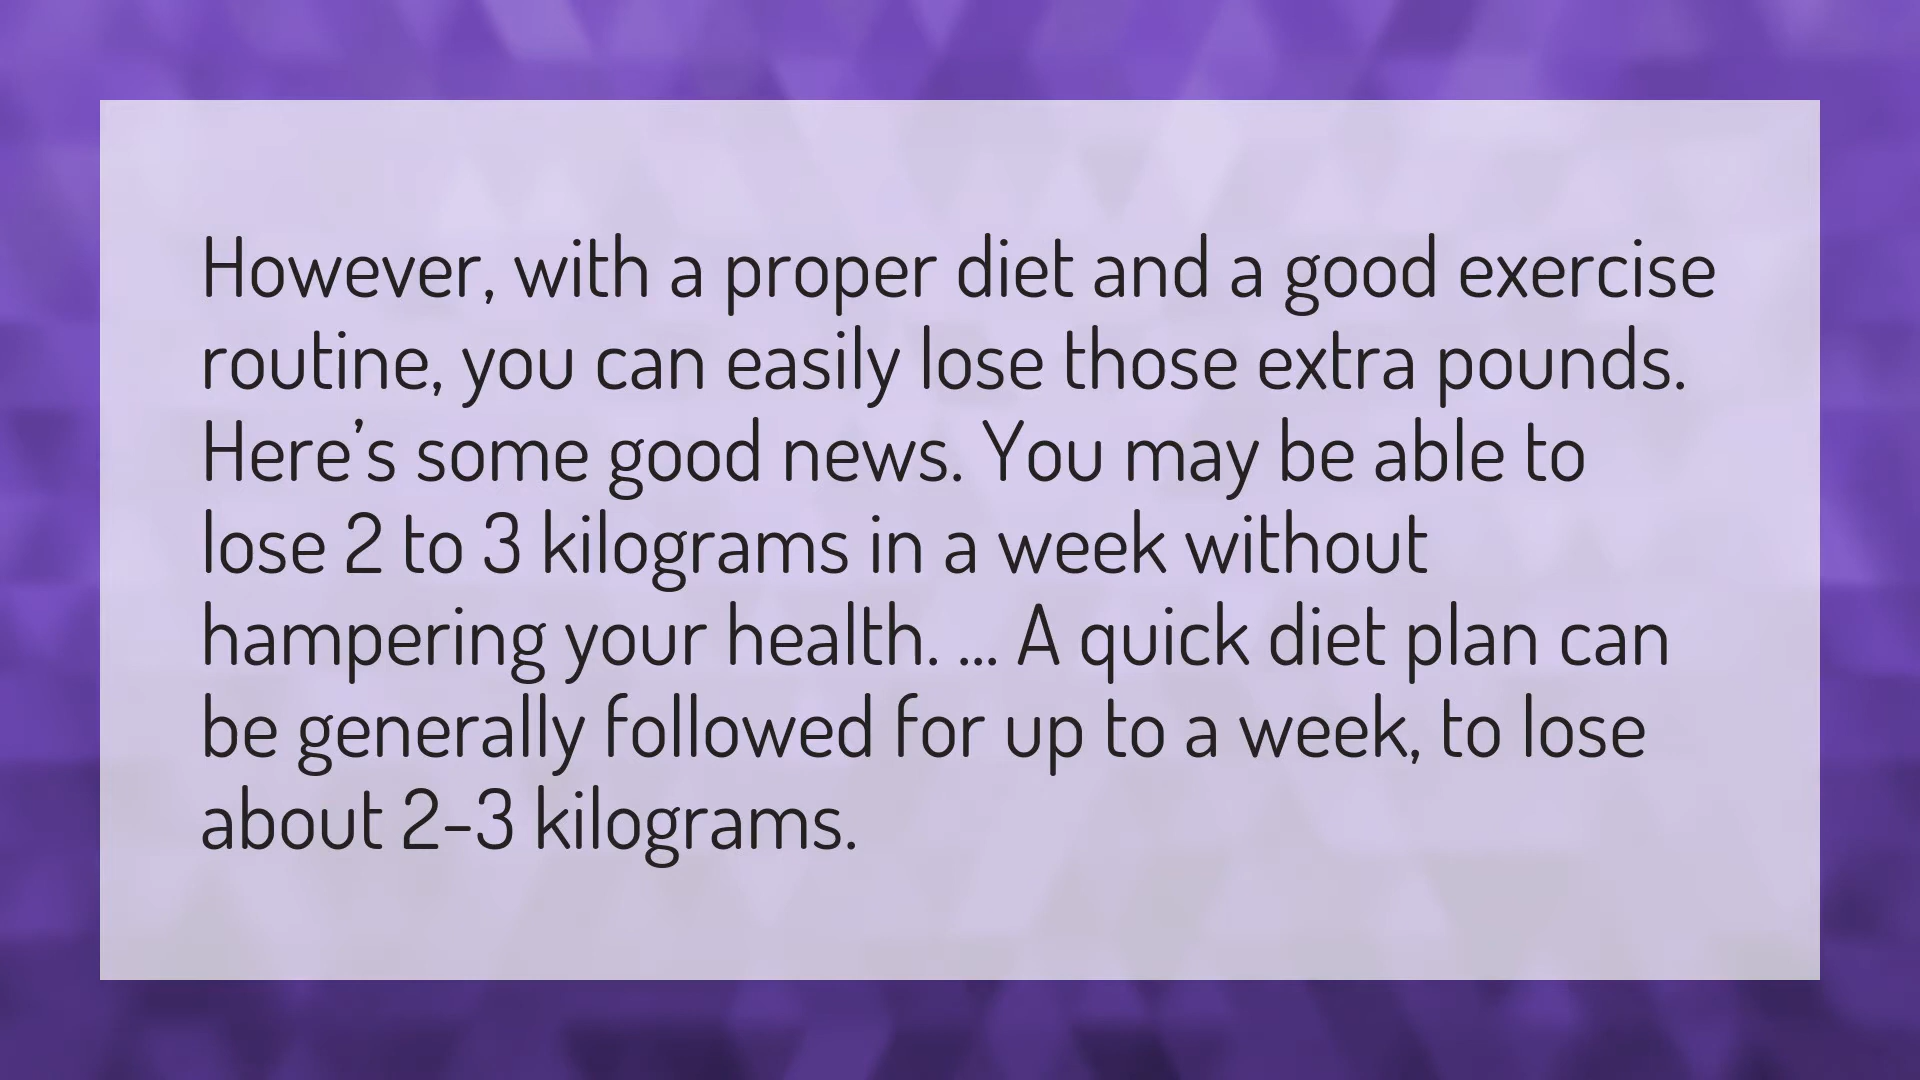 However, with a proper diet and a good exercise
routine, you can easily lose those extra pounds.
Here’s some good news. You may be able to
lose 2 to 3 kilograms in a week without
hampering your health. ... A quick diet plan can
be generally followed for up to a week, to lose
about 2-3 kilograms.